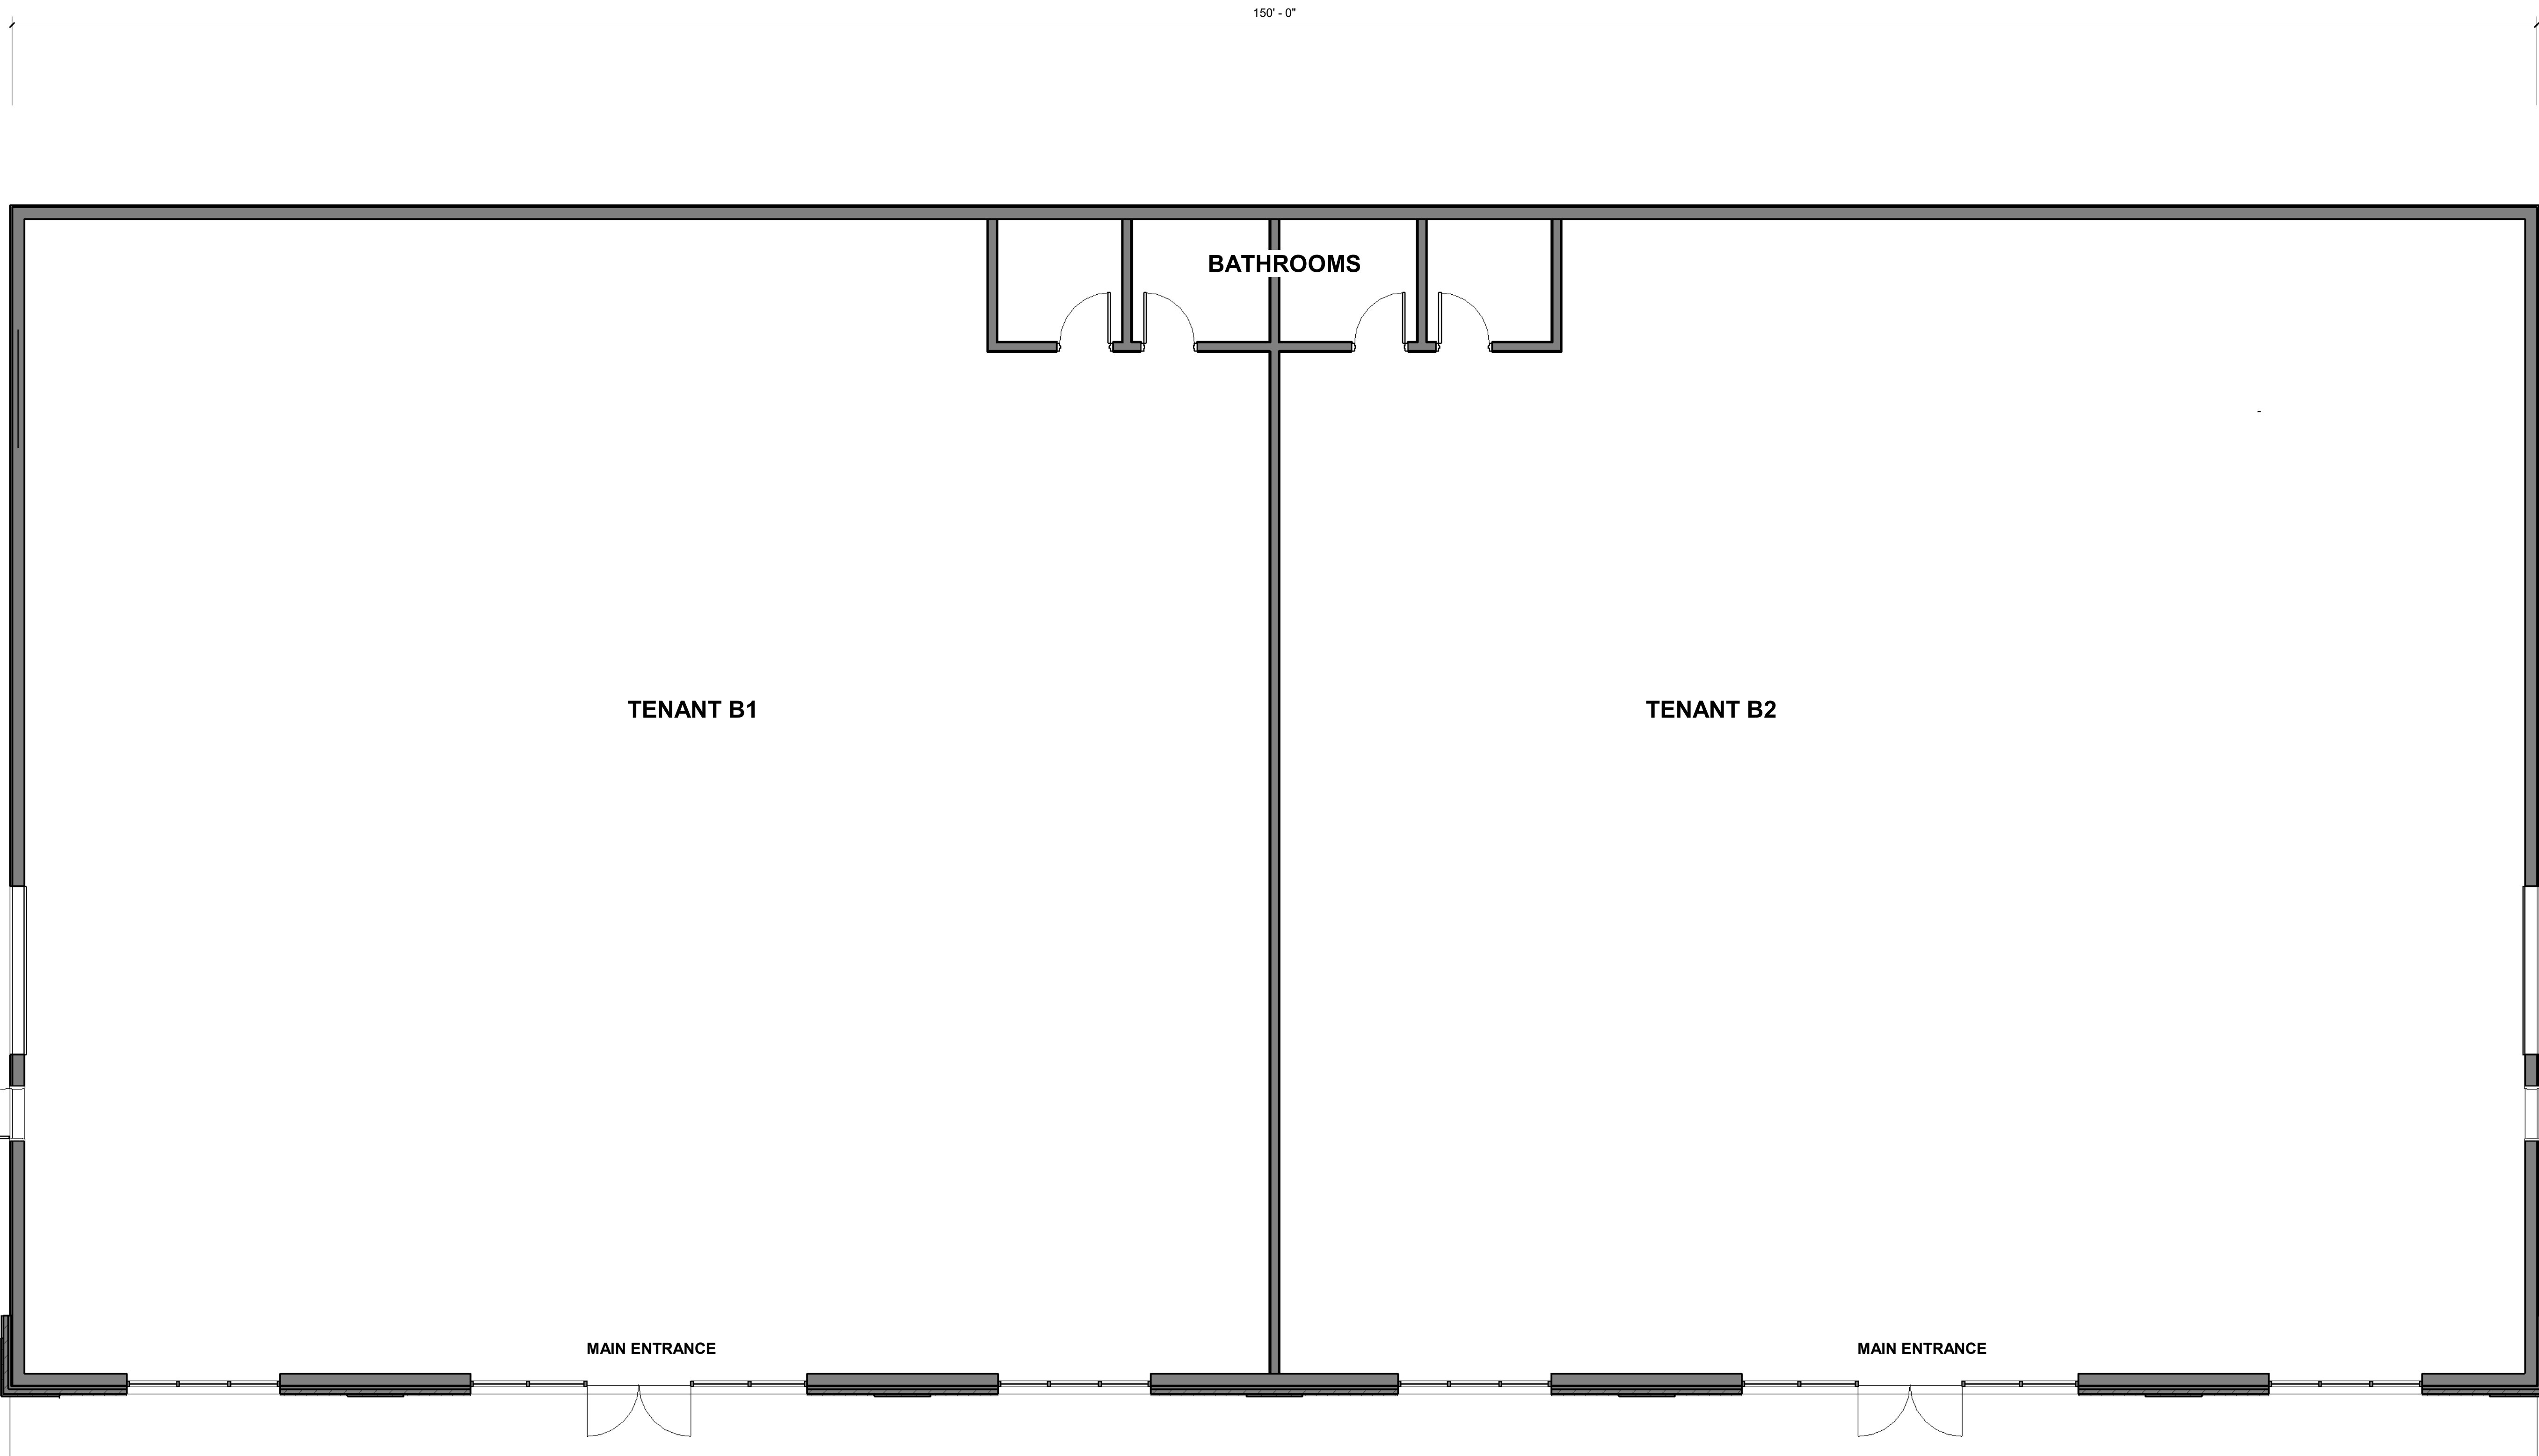 150' - 0"
BATHROOMS
TENANT B1
TENANT B2
MAIN ENTRANCE
MAIN ENTRANCE